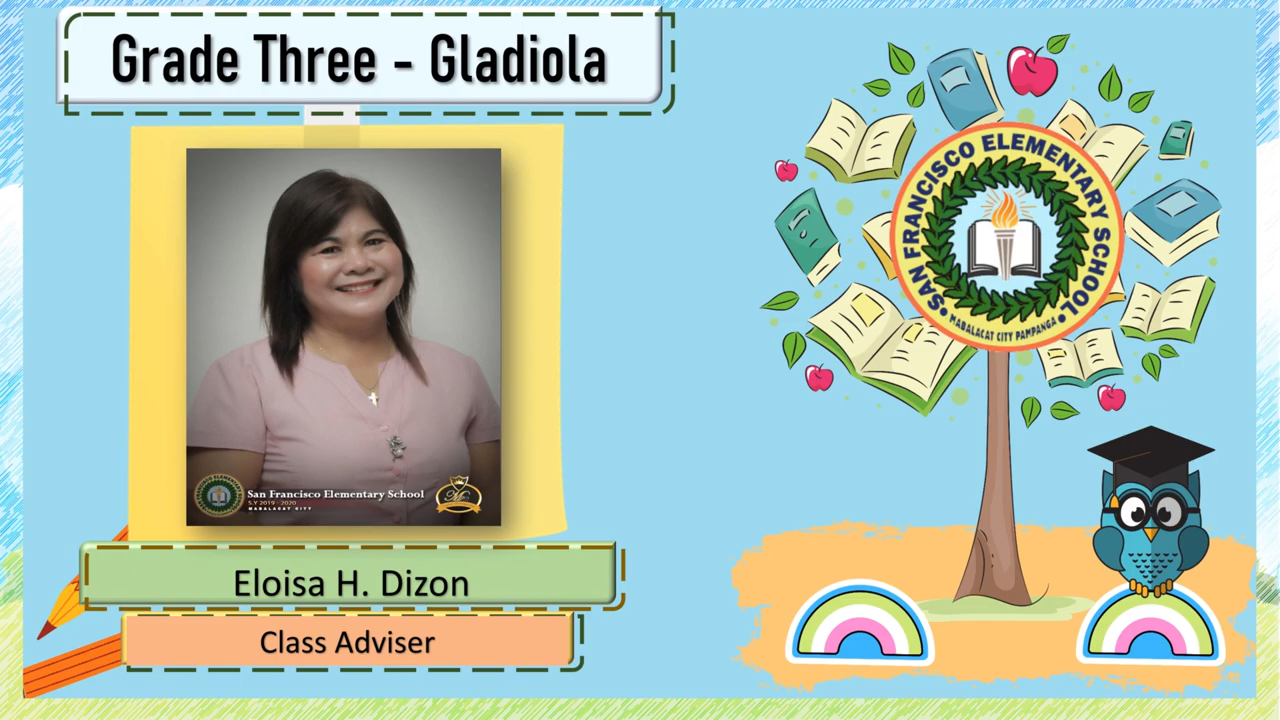 Grade Three - Gladiola
SAN FRANCISCO ELEMENTARY SCHOOL
MABALACAT CITY PAMPANGA
San Francisco Elementary School
S.Y 2019 - 2020
MABALACAT CITY
Eloisa H. Dizon
Class Adviser